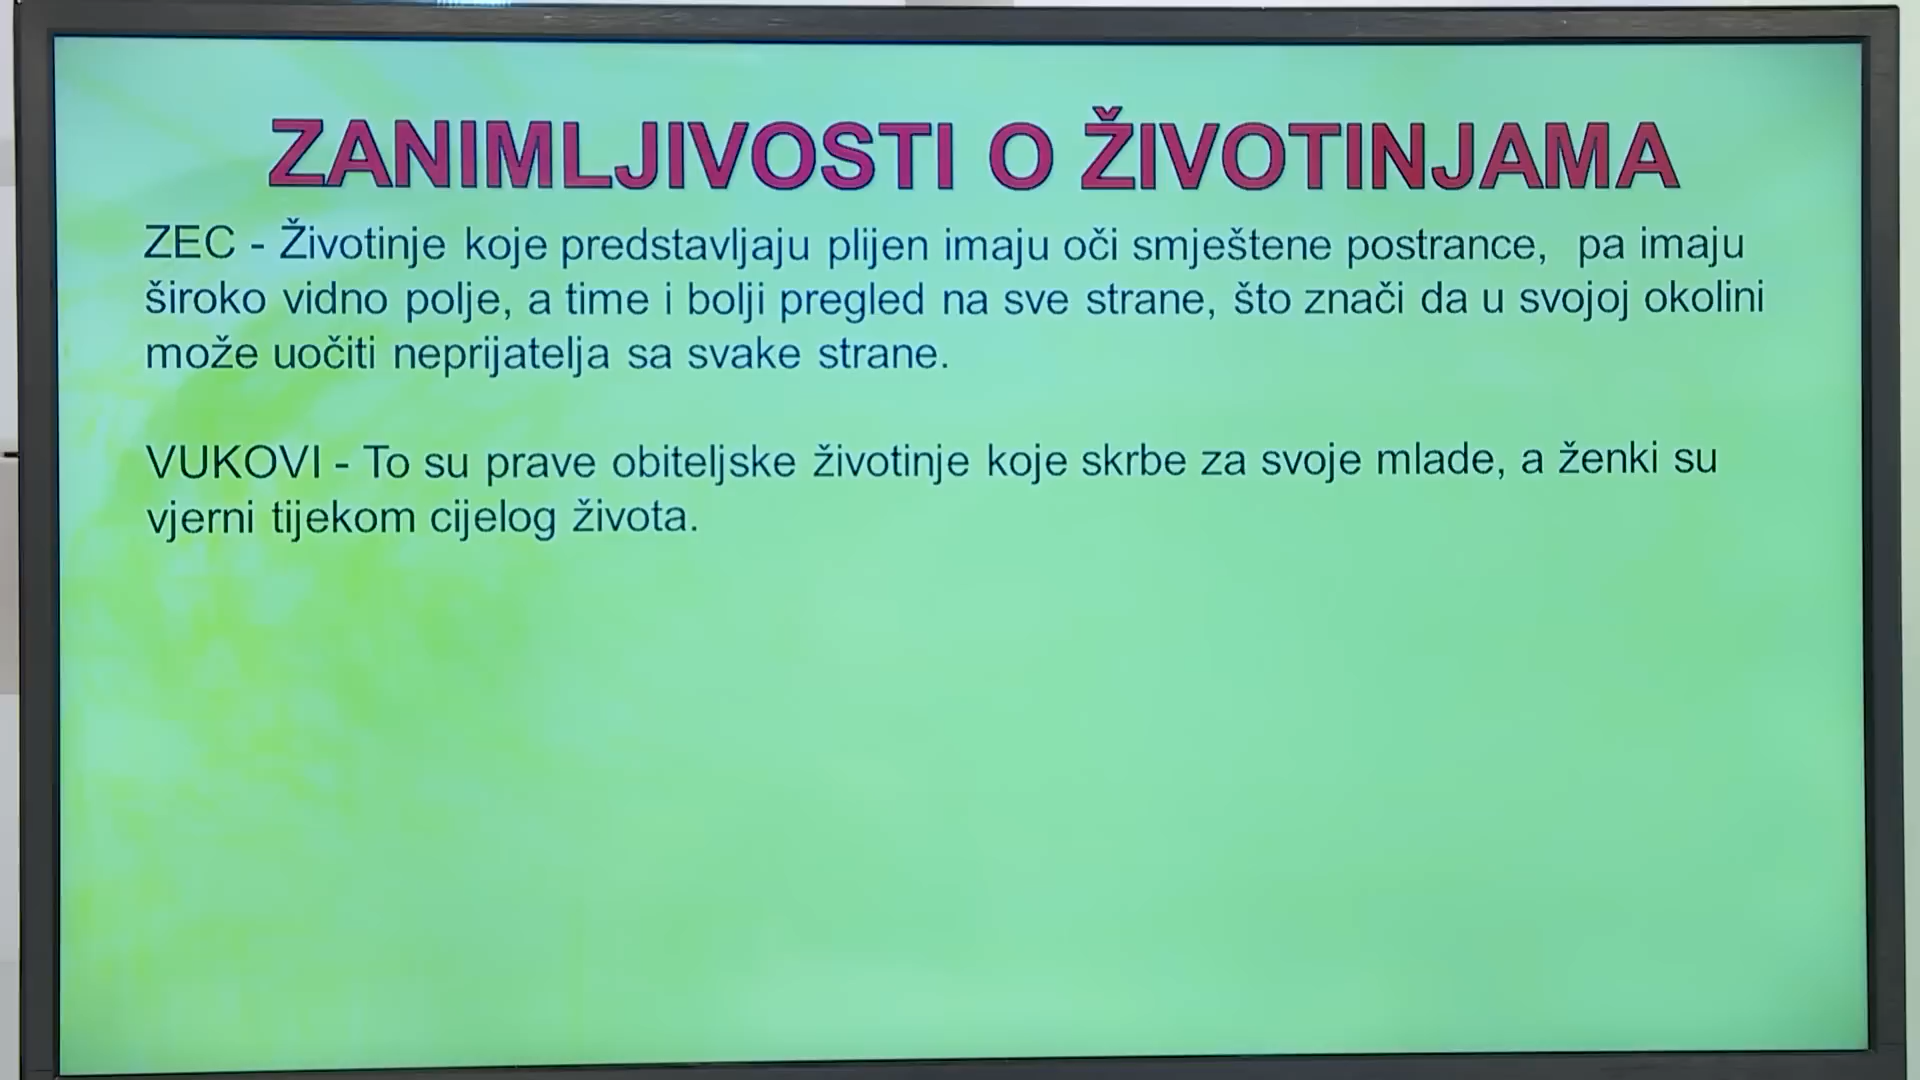 ZANIMLJIVOSTI O ŽIVOTINJAMA
ZEC - Životinje koje predstavljaju plijen imaju oči smještene postrance, pa imaju
široko vidno polje, a time i bolji pregled na sve strane, što znači da u svojoj okolini
može uočiti neprijatelja sa svake strane.
VUKOVI - To su prave obiteljske životinje koje skrbe za svoje mlade, a ženki su
vjerni tijekom cijelog života.